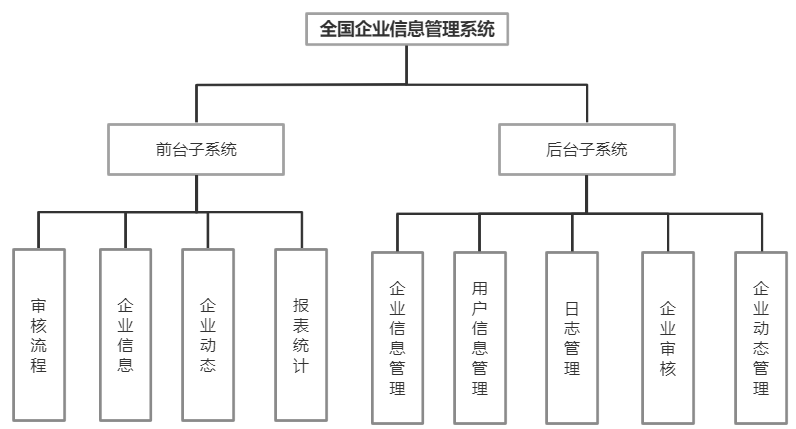 全国企业信息管理系统
前台子系统
后台子系统
审核流程
企业信息
企业动态
报表统计
企业信息管理
用户信息管理
日志管理
企业审核
企业动态管理